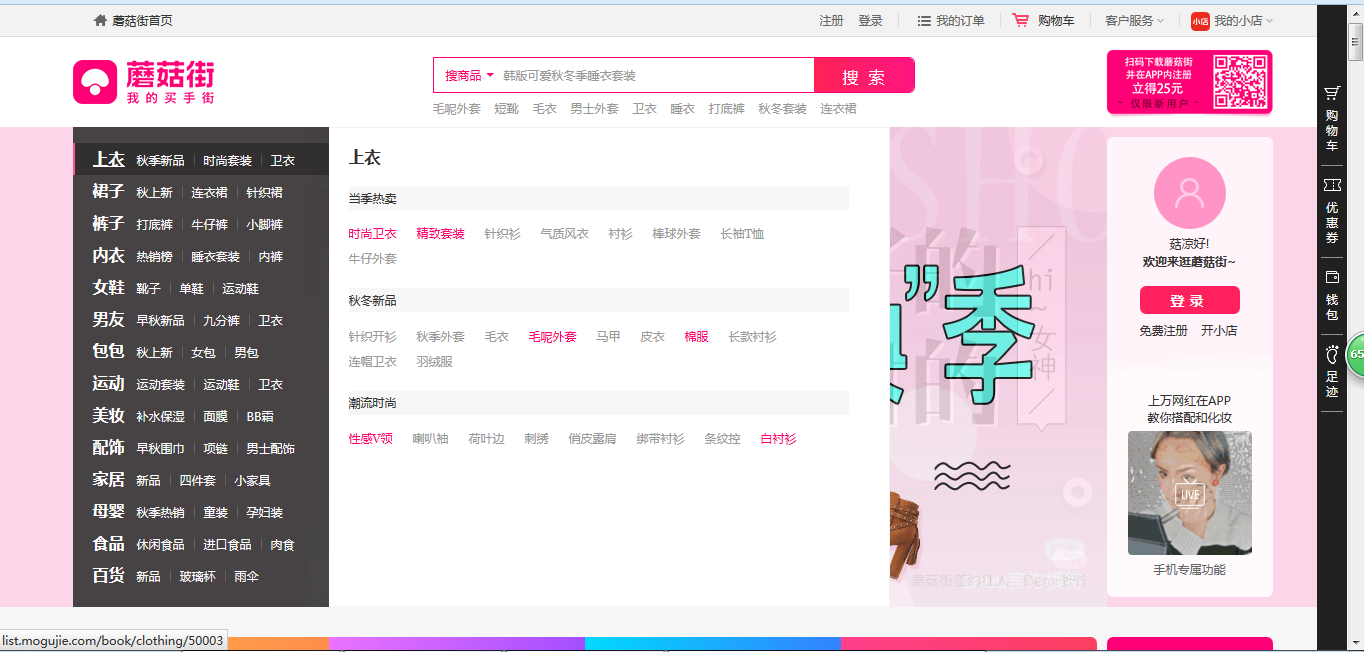 蘑菇街首页
注册 登录 我的订单 购物车 客户服务 小店 我的小店
蘑菇街
我的买手街
搜商品 韩版可爱秋冬季睡衣套装 搜 索
毛呢外套 短靴 毛衣 男士外套 卫衣 睡衣 打底裤 秋冬套装 连衣裙
扫码下载蘑菇街
并在APP内注册
立得25元
- 仅限新用户 -
上衣 秋季新品 时尚套装 卫衣
裙子 秋上新 连衣裙 针织裙
裤子 打底裤 牛仔裤 小脚裤
内衣 热销榜 睡衣套装 内裤
女鞋 靴子 单鞋 运动鞋
男友 早秋新品 九分裤 卫衣
包包 秋上新 女包 男包
运动 运动套装 运动鞋 卫衣
美妆 补水保湿 面膜 BB霜
配饰 早秋围巾 项链 男士配饰
家居 新品 四件套 小家具
母婴 秋季热销 童装 孕妇装
食品 休闲食品 进口食品 肉食
百货 新品 玻璃杯 雨伞
上衣
当季热卖
时尚卫衣 精致套装 针织衫 气质风衣 衬衫 棒球外套 长袖T恤
牛仔外套
秋冬新品
针织开衫 秋季外套 毛衣 毛呢外套 马甲 皮衣 棉服 长款衬衫
连帽卫衣 羽绒服
潮流时尚
性感V领 喇叭袖 荷叶边 刺绣 俏皮露肩 绑带衬衫 条纹控 白衬衫
SHO
的
的
”季
hi
~
女
神
蘑菇街签约红人
菇凉好!
欢迎来逛蘑菇街~
登 录
免费注册 开小店
上万网红在APP
教你搭配和化妆
LIVE
手机专属功能
购物车
优惠券
钱包
足迹
65
list.mogujie.com/book/clothing/50003